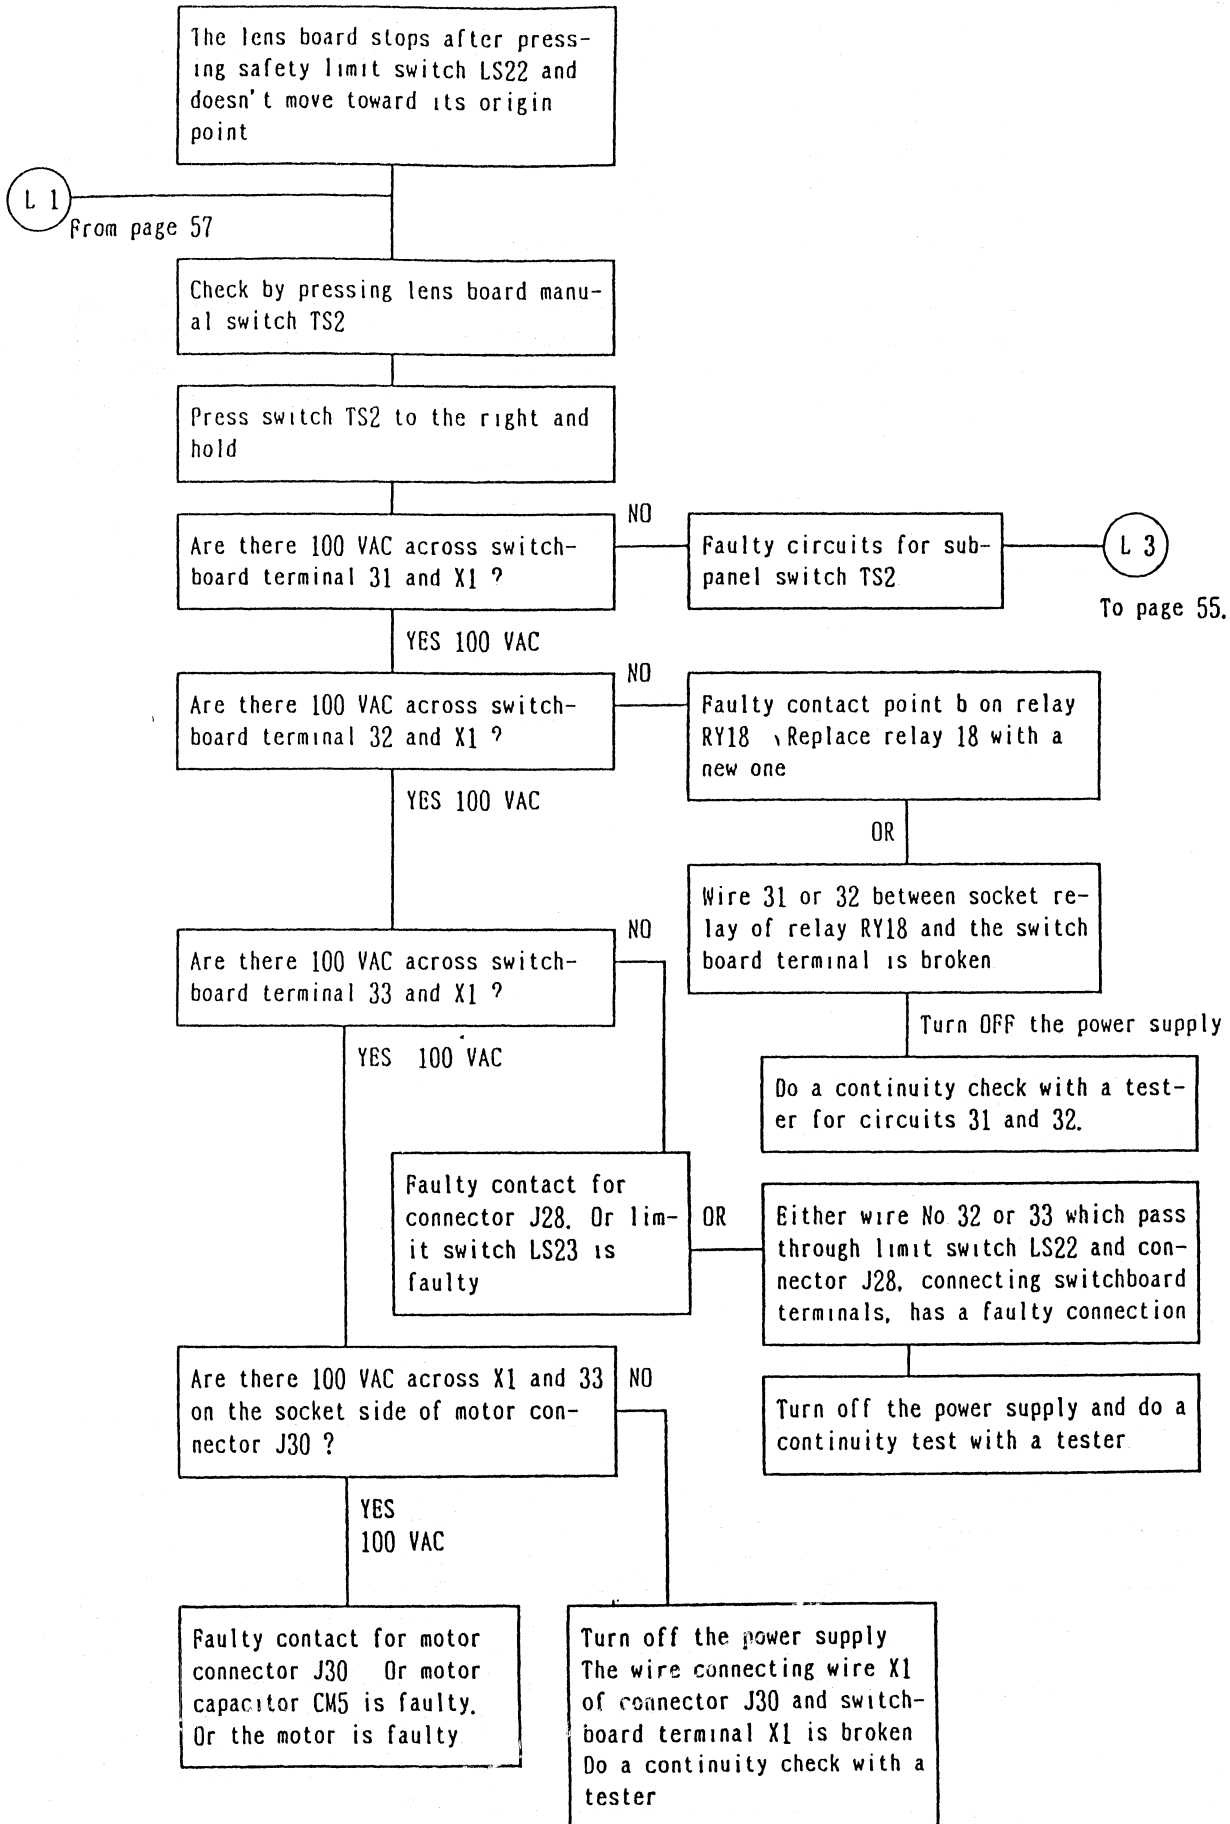 The lens board stops after press-
ing safety limit switch LS22 and
doesn't move toward its origin
point
L 1
From page 57
Check by pressing lens board manu-
al switch TS2
Press switch TS2 to the right and
hold
NO
Are there 100 VAC across switch-
board terminal 31 and X1 ?
Faulty circuits for sub-
panel switch TS2
L 3
To page 55.
YES 100 VAC
NO
Are there 100 VAC across switch-
board terminal 32 and X1 ?
Faulty contact point b on relay
RY18 Replace relay 18 with a
new one
YES 100 VAC
OR
Wire 31 or 32 between socket re-
lay of relay RY18 and the switch
board terminal is broken
NO
Are there 100 VAC across switch-
board terminal 33 and X1 ?
Turn OFF the power supply
YES 100 VAC
Do a continuity check with a test-
er for circuits 31 and 32.
Faulty contact for
connector J28. Or lim-
it switch LS23 is
faulty
OR
Either wire No 32 or 33 which pass
through limit switch LS22 and con-
nector J28, connecting switchboard
terminals, has a faulty connection
Are there 100 VAC across X1 and 33
on the socket side of motor con-
nector J30 ?
NO
Turn off the power supply and do a
continuity test with a tester
YES
100 VAC
Faulty contact for motor
connector J30 Or motor
capacitor CM5 is faulty.
Or the motor is faulty
Turn off the power supply
The wire connecting wire X1
of connector J30 and switch-
board terminal X1 is broken
Do a continuity check with a
tester